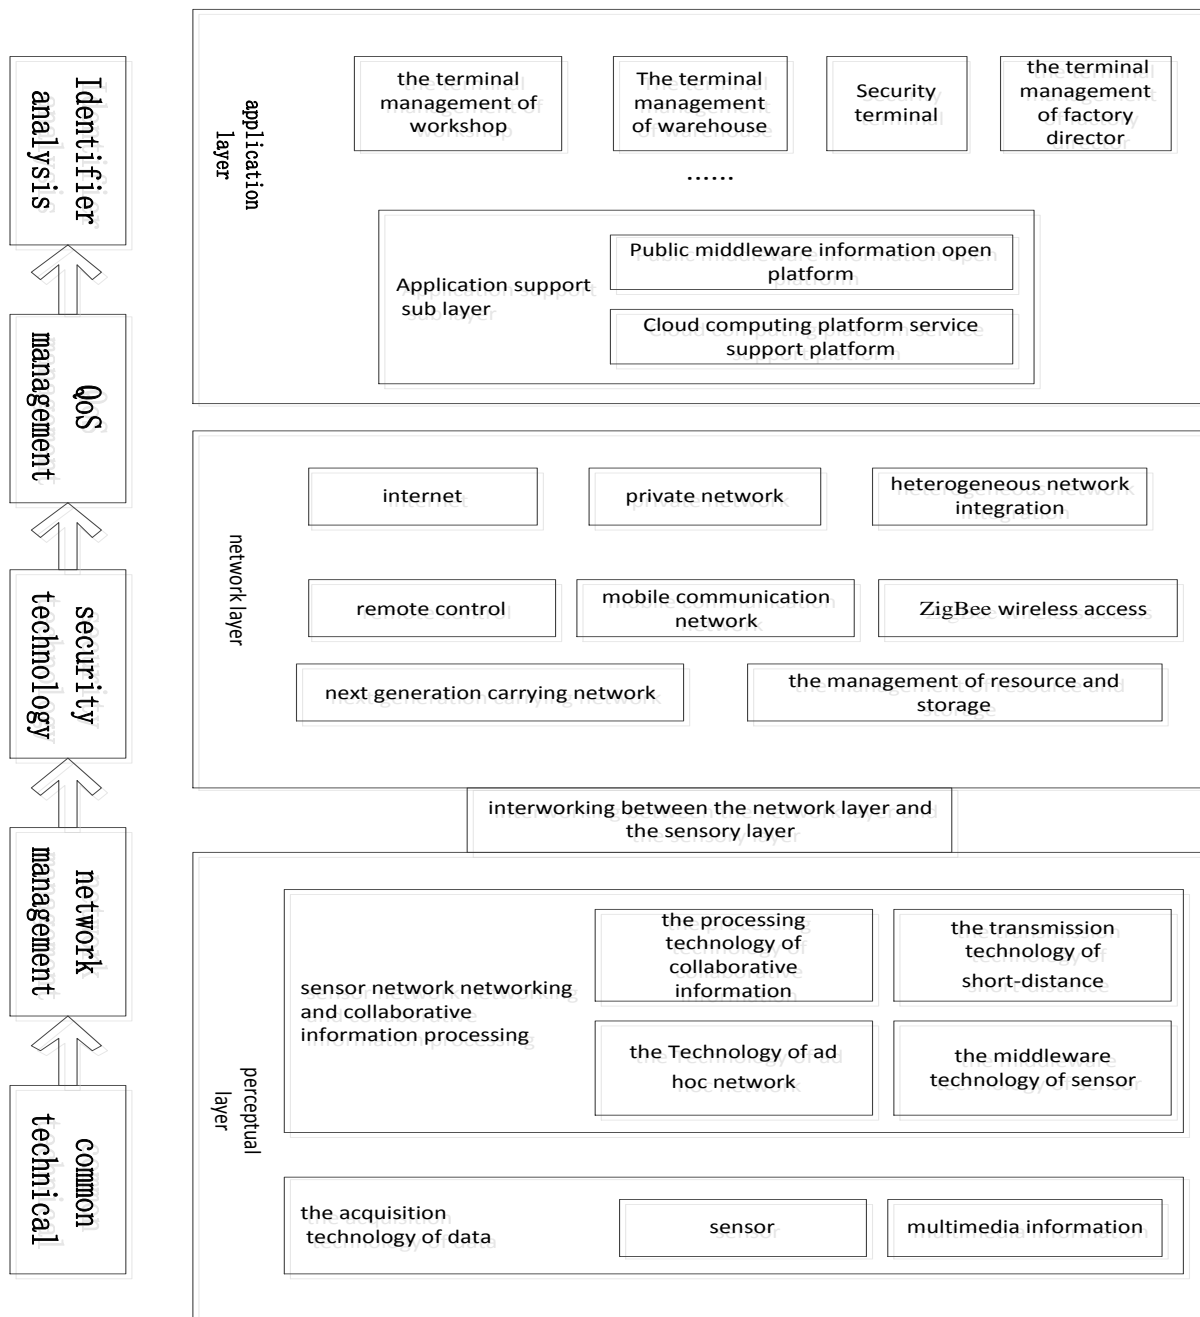 Identifier
analysis
QoS
management
security
technology
network
management
common
technical
application
layer
the terminal
management of
workshop
The terminal
management
of warehouse
Security
terminal
the terminal
management
of factory
director
......
Application support
sub layer
Public middleware information open
platform
Cloud computing platform service
support platform
network layer
internet
private network
heterogeneous network
integration
remote control
mobile communication
network
ZigBee wireless access
next generation carrying network
the management of resource and
storage
interworking between the network layer and
the sensory layer
perceptual
layer
sensor network networking
and collaborative
information processing
the processing
technology of
collaborative
information
the transmission
technology of
short-distance
the Technology of ad
hoc network
the middleware
technology of sensor
the acquisition
technology of data
sensor
multimedia information